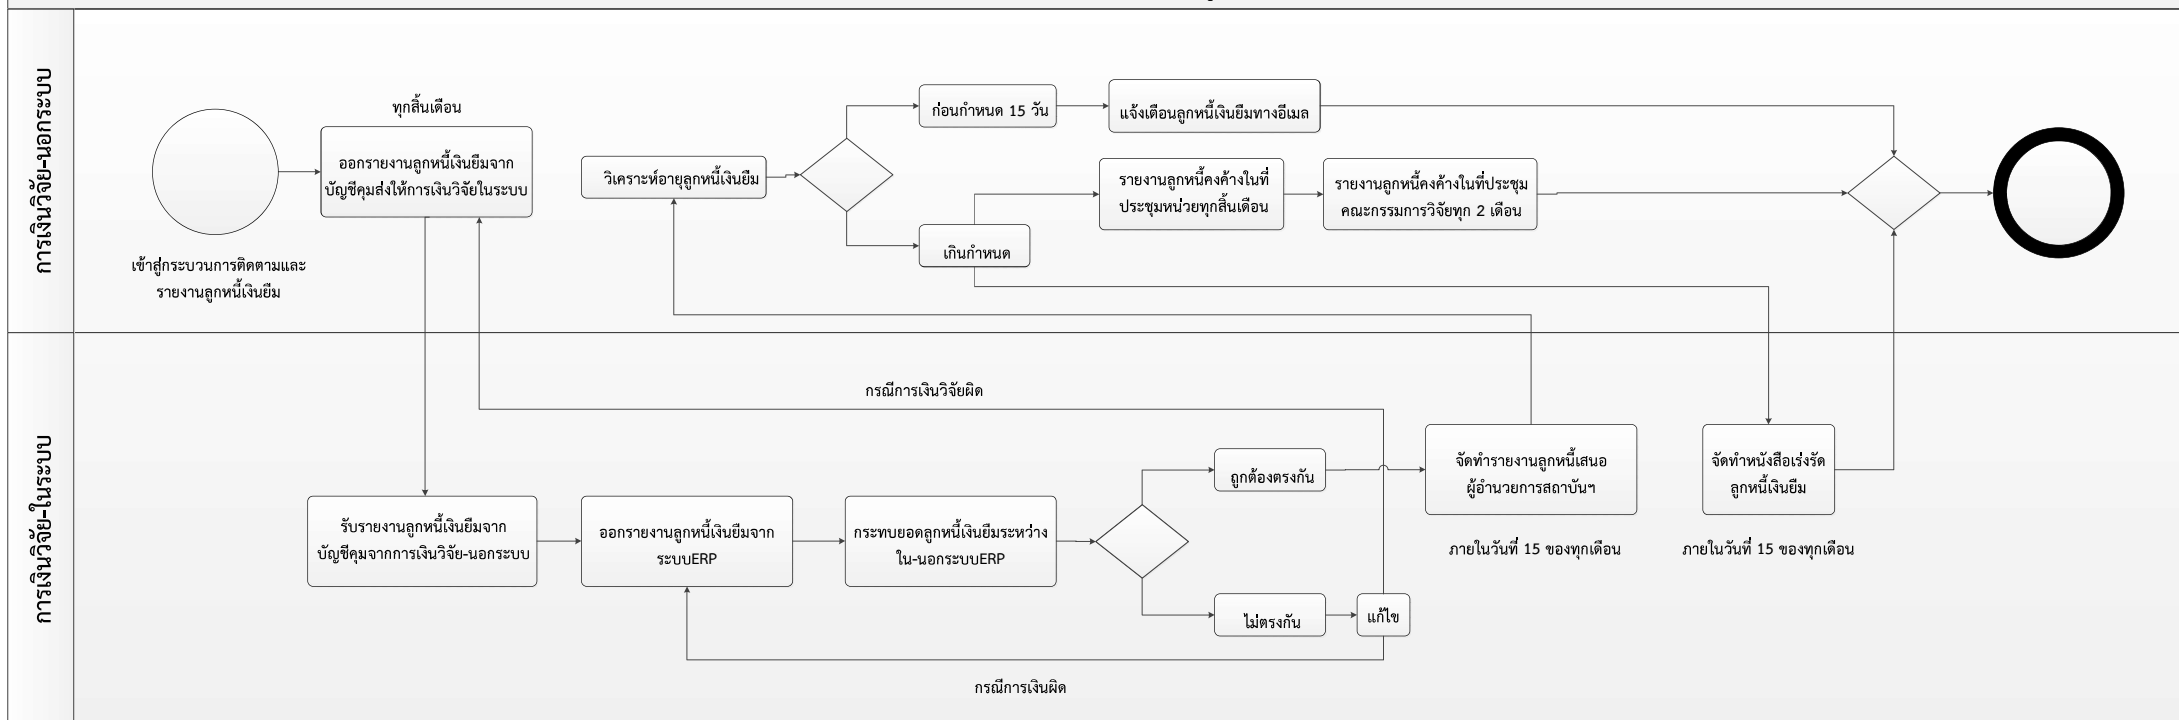 การเงินวิจัย-นอกระบบ
ทุกสิ้นเดือน
ออกรายงานลูกหนี้เงินยืมจาก
บัญชีคุมส่งให้การเงินวิจัยในระบบ
เข้าสู่กระบวนการติดตามและ
รายงานลูกหนี้เงินยืม
วิเคราะห์อายุลูกหนี้เงินยืม
ก่อนกำหนด 15 วัน
แจ้งเตือนลูกหนี้เงินยืมทางอีเมล
เกินกำหนด
รายงานลูกหนี้คงค้างในที่
ประชุมหน่วยทุกสิ้นเดือน
รายงานลูกหนี้คงค้างในที่ประชุม
คณะกรรมการวิจัยทุก 2 เดือน
การเงินวิจัย-ในระบบ
กรณีการเงินวิจัยผิด
รับรายงานลูกหนี้เงินยืมจาก
บัญชีคุมจากการเงินวิจัย-นอกระบบ
ออกรายงานลูกหนี้เงินยืมจาก
ระบบERP
กระทบยอดลูกหนี้เงินยืมระหว่าง
ใน-นอกระบบERP
ถูกต้องตรงกัน
ไม่ตรงกัน
แก้ไข
กรณีการเงินผิด
จัดทำรายงานลูกหนี้เสนอ
ผู้อำนวยการสถาบันฯ
ภายในวันที่ 15 ของทุกเดือน
จัดทำหนังสือเร่งรัด
ลูกหนี้เงินยืม
ภายในวันที่ 15 ของทุกเดือน